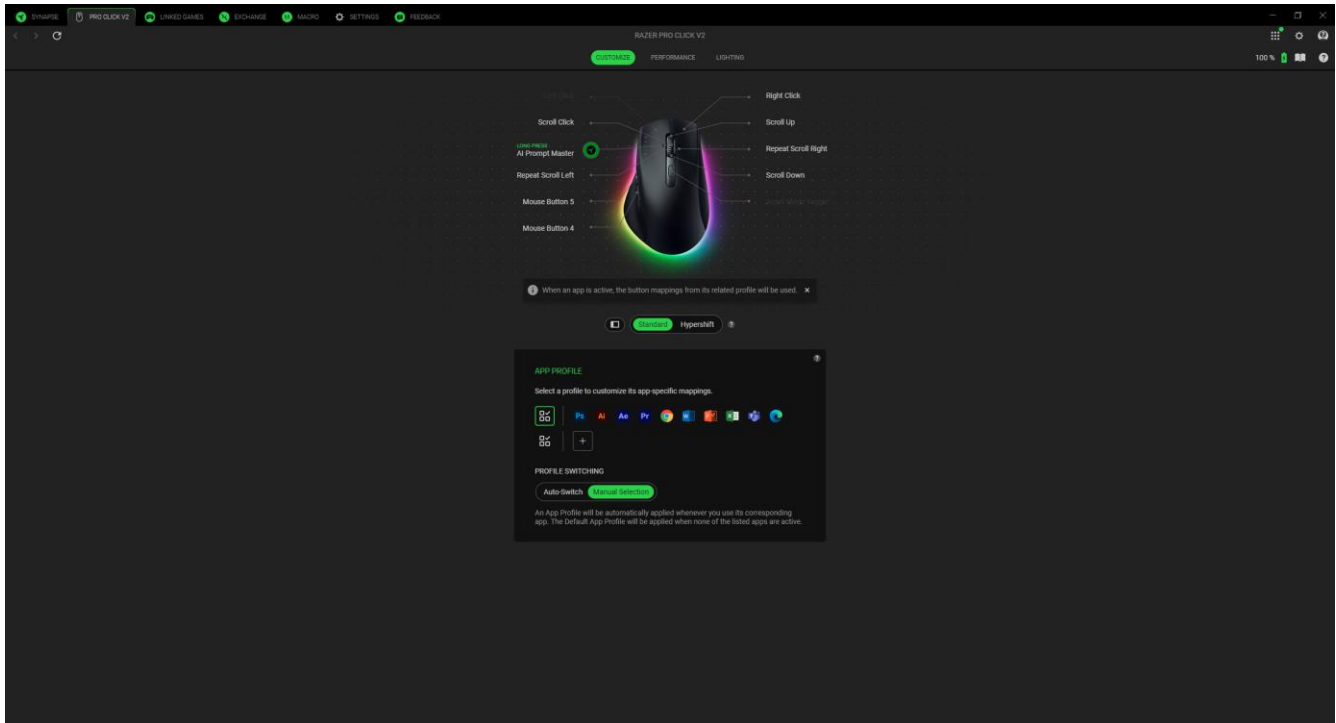 SYNAPSE PRO CLICK V2 LINKED GAMES EXCHANGE MACRO SETTINGS FEEDBACK
RAZER PRO CLICK V2
CUSTOMIZE PERFORMANCE LIGHTING
100 %
Left Click
Right Click
Scroll Click
Scroll Up
LONG PRESS
AI Prompt Master
Repeat Scroll Right
Repeat Scroll Left
Scroll Down
Mouse Button 5
Mouse Button 4
When an app is active, the button mappings from its related profile will be used.
Standard Hypershift
APP PROFILE
Select a profile to customize its app-specific mappings.
Ps Ai Ae Pr
PROFILE SWITCHING
Auto-Switch Manual Selection
An App Profile will be automatically applied whenever you use its corresponding
app. The Default App Profile will be applied when none of the listed apps are active.